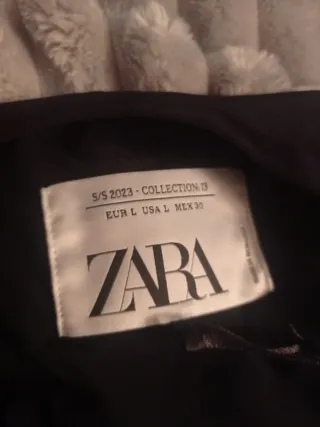 S/S 2023 - COLLECTION: 13
EUR L USA L MEX 30
ZARA